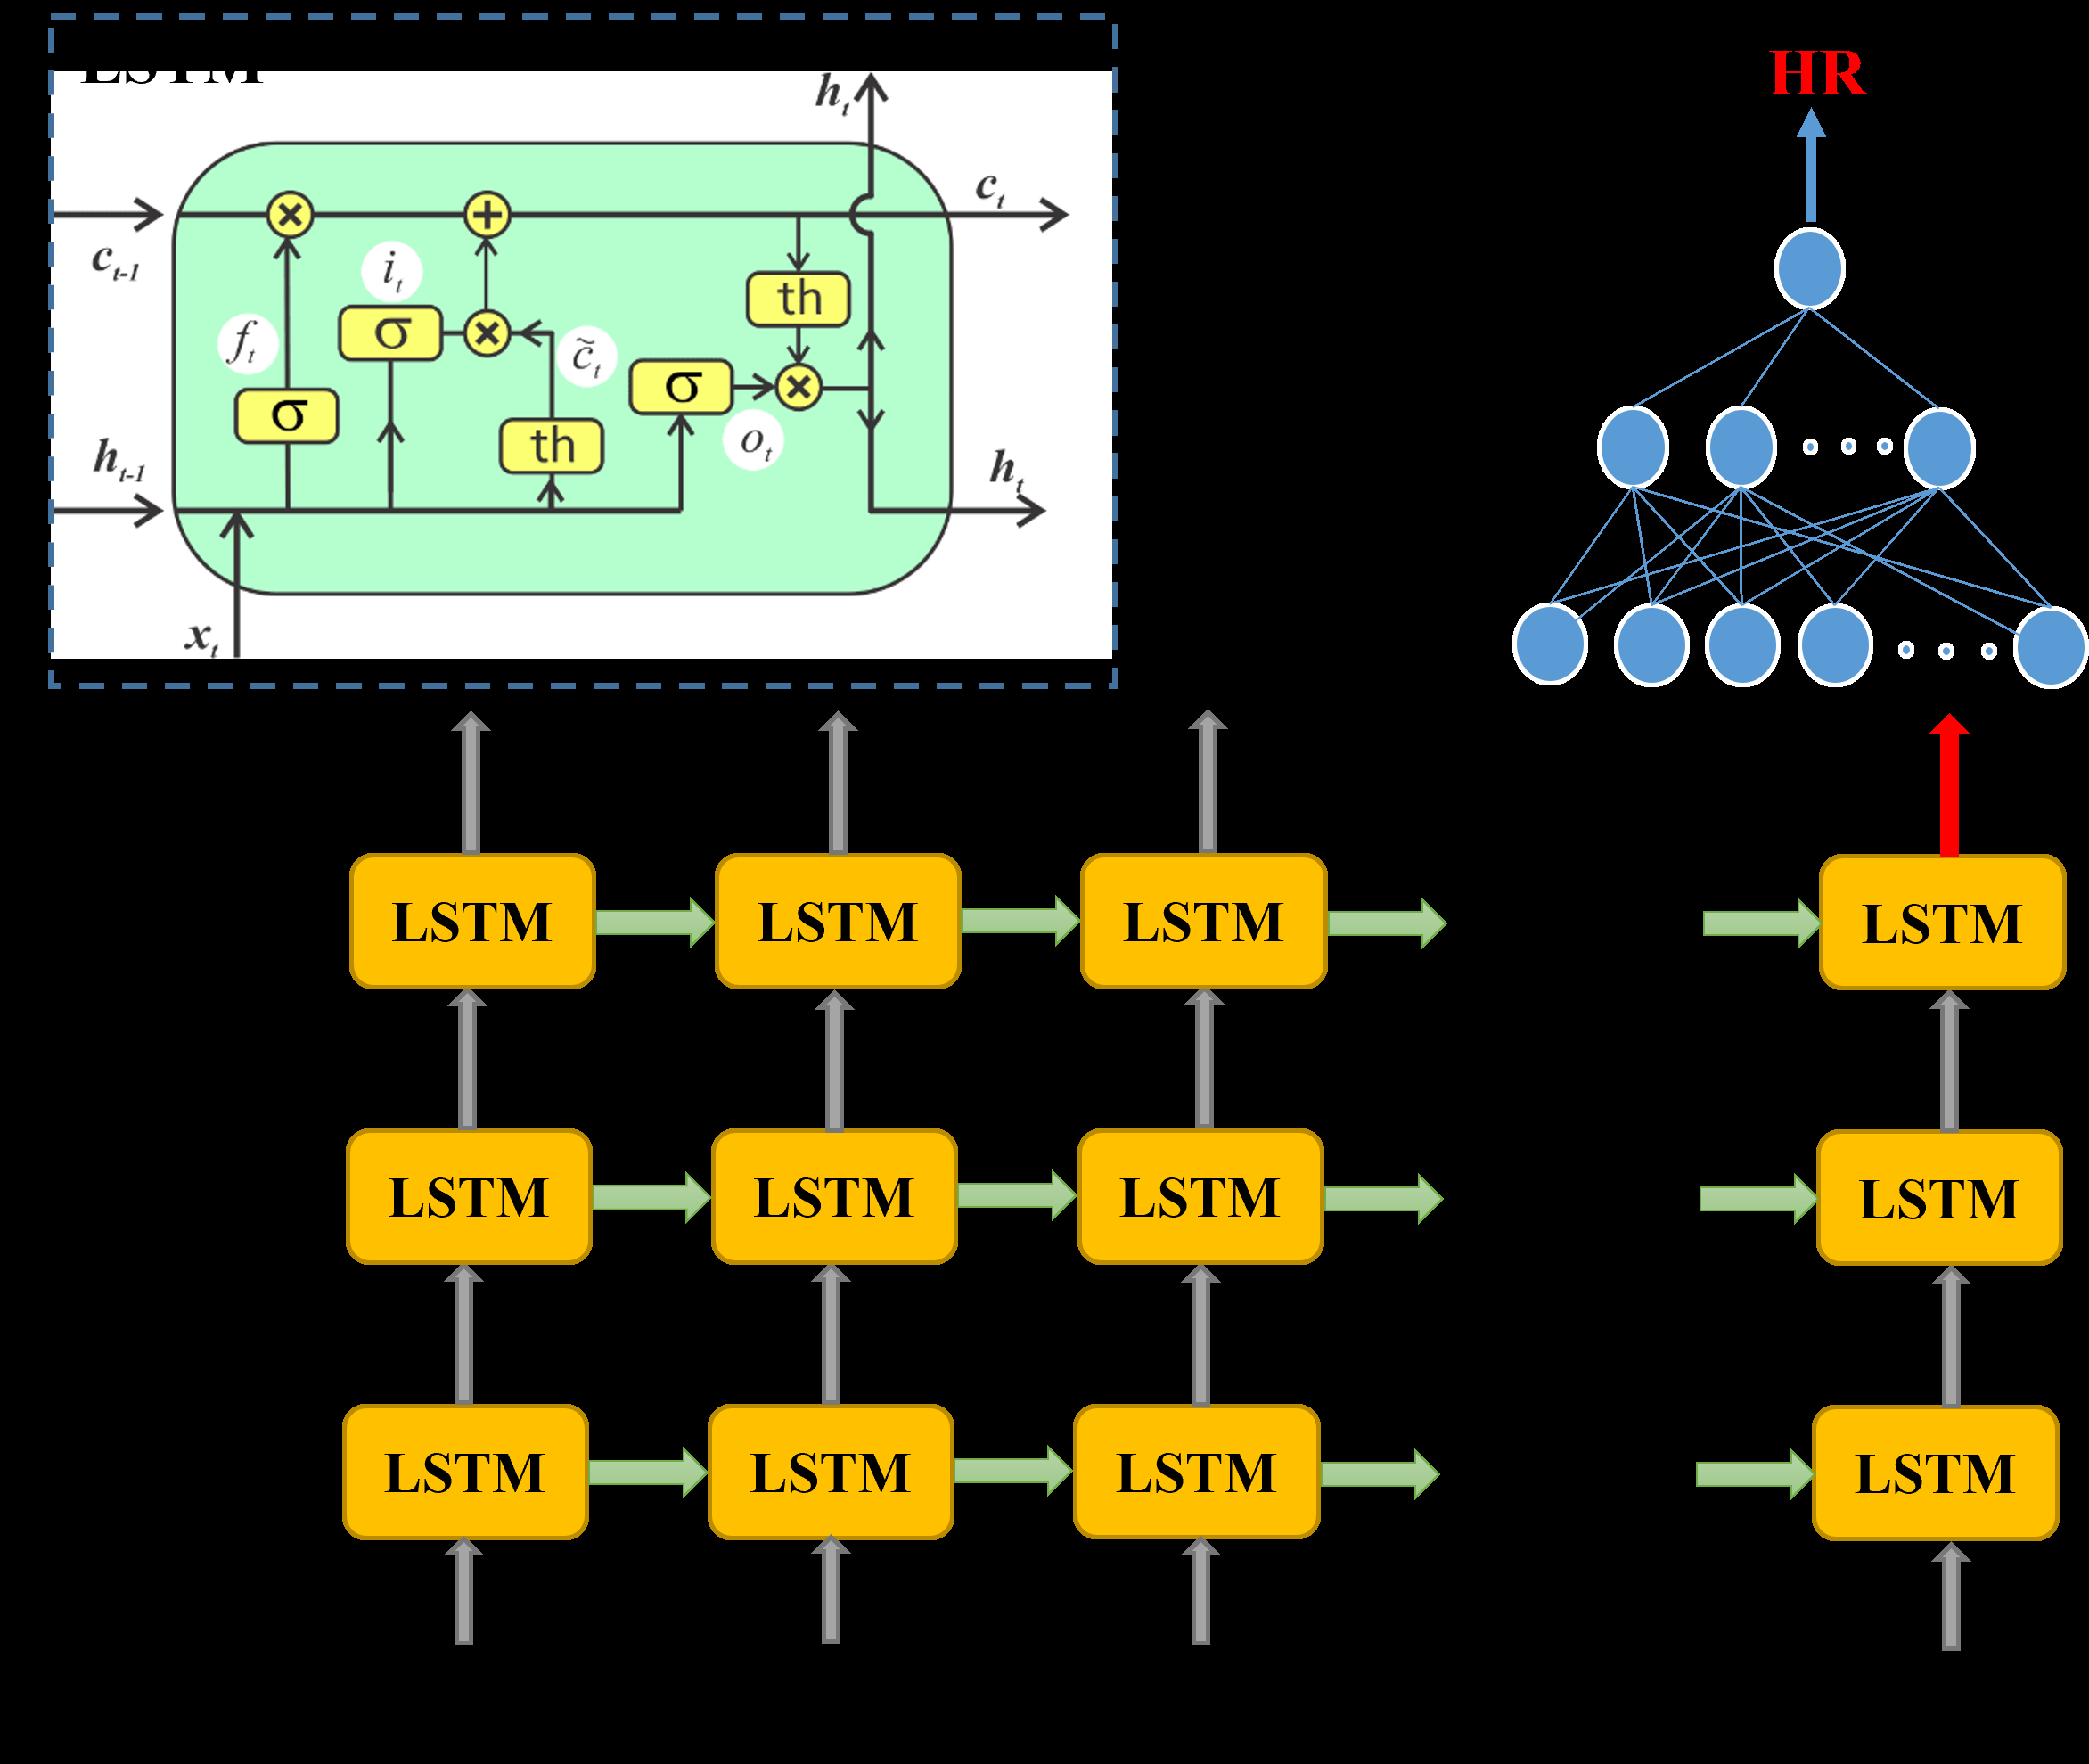 LSTM
HR
h_t
c_t
c_{t-1}
i_t
th
f_t
σ
c̃_t
σ
σ
o_t
th
h_{t-1}
h_t
x_t
LSTM LSTM LSTM LSTM
LSTM LSTM LSTM LSTM
LSTM LSTM LSTM LSTM